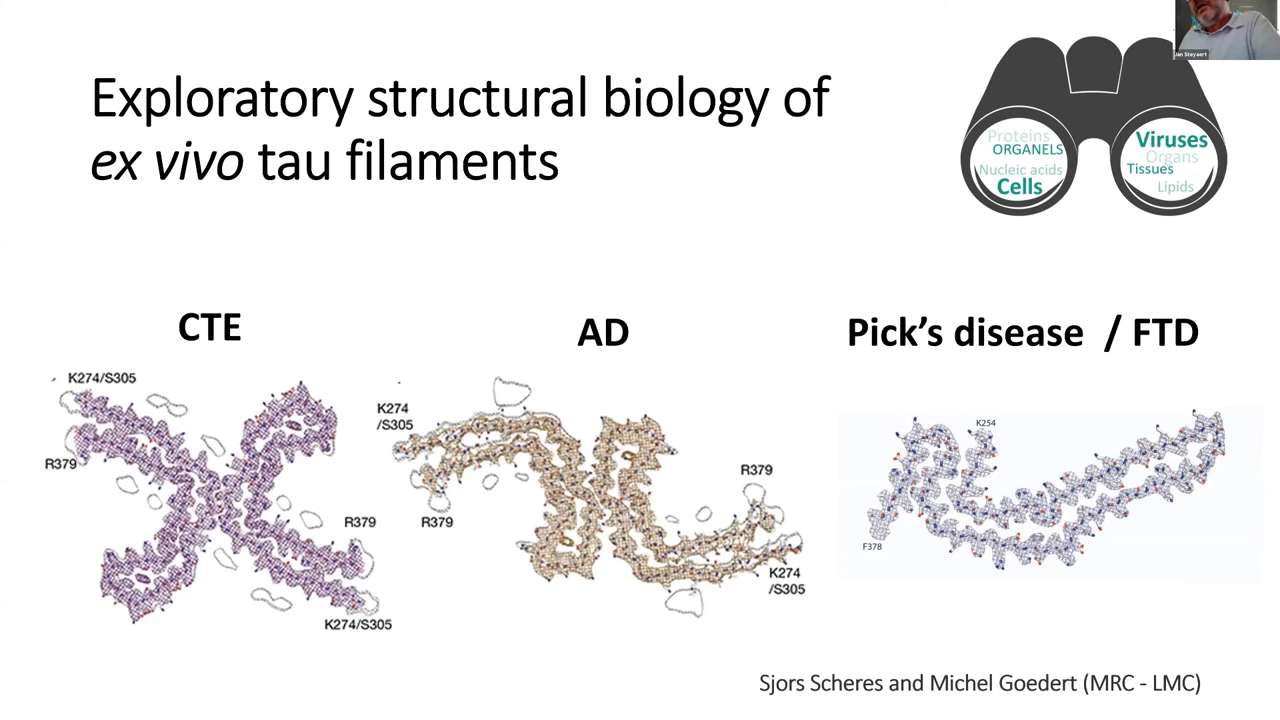 Exploratory structural biology of
ex vivo tau filaments
Jan Steyaert
Proteins
ORGANELS
Nucleic acids
Cells
Viruses
Organs
Tissues
Lipids
CTE
AD
Pick's disease / FTD
K274/S305
R379
R379
K274/S305
K274
/S305
R379
R379
K274
/S305
K254
F378
Sjors Scheres and Michel Goedert (MRC - LMC)